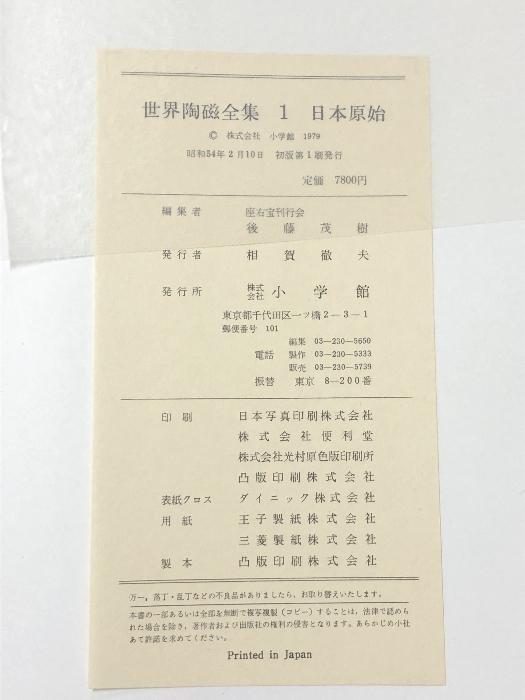 世界陶磁全集 1 日本原始
© 株式会社 小学館 1979
昭和54年2月10日 初版第1刷発行
定価 7800円
編集者 座右宝刊行会
後藤茂樹
発行者 相賀徹夫
発行所 株式会社 小学館
東京都千代田区一ッ橋2-3-1
郵便番号 101
編集 03-230-5650
電話 製作 03-230-5333
販売 03-230-5739
振替 東京 8-200番
印刷 日本写真印刷株式会社
株式会社便利堂
株式会社光村原色版印刷所
凸版印刷株式会社
表紙クロス ダイニック株式会社
用紙 王子製紙株式会社
三菱製紙株式会社
製本 凸版印刷株式会社
万一,落丁・乱丁などの不良品がありましたら,お取り替えいたします。
本書の一部あるいは全部を無断で複写複製(コピー)することは,法律で認めら
れた場合を除き,著作者および出版社の権利の侵害となります。あらかじめ小社
あて許諾を求めてください。
Printed in Japan